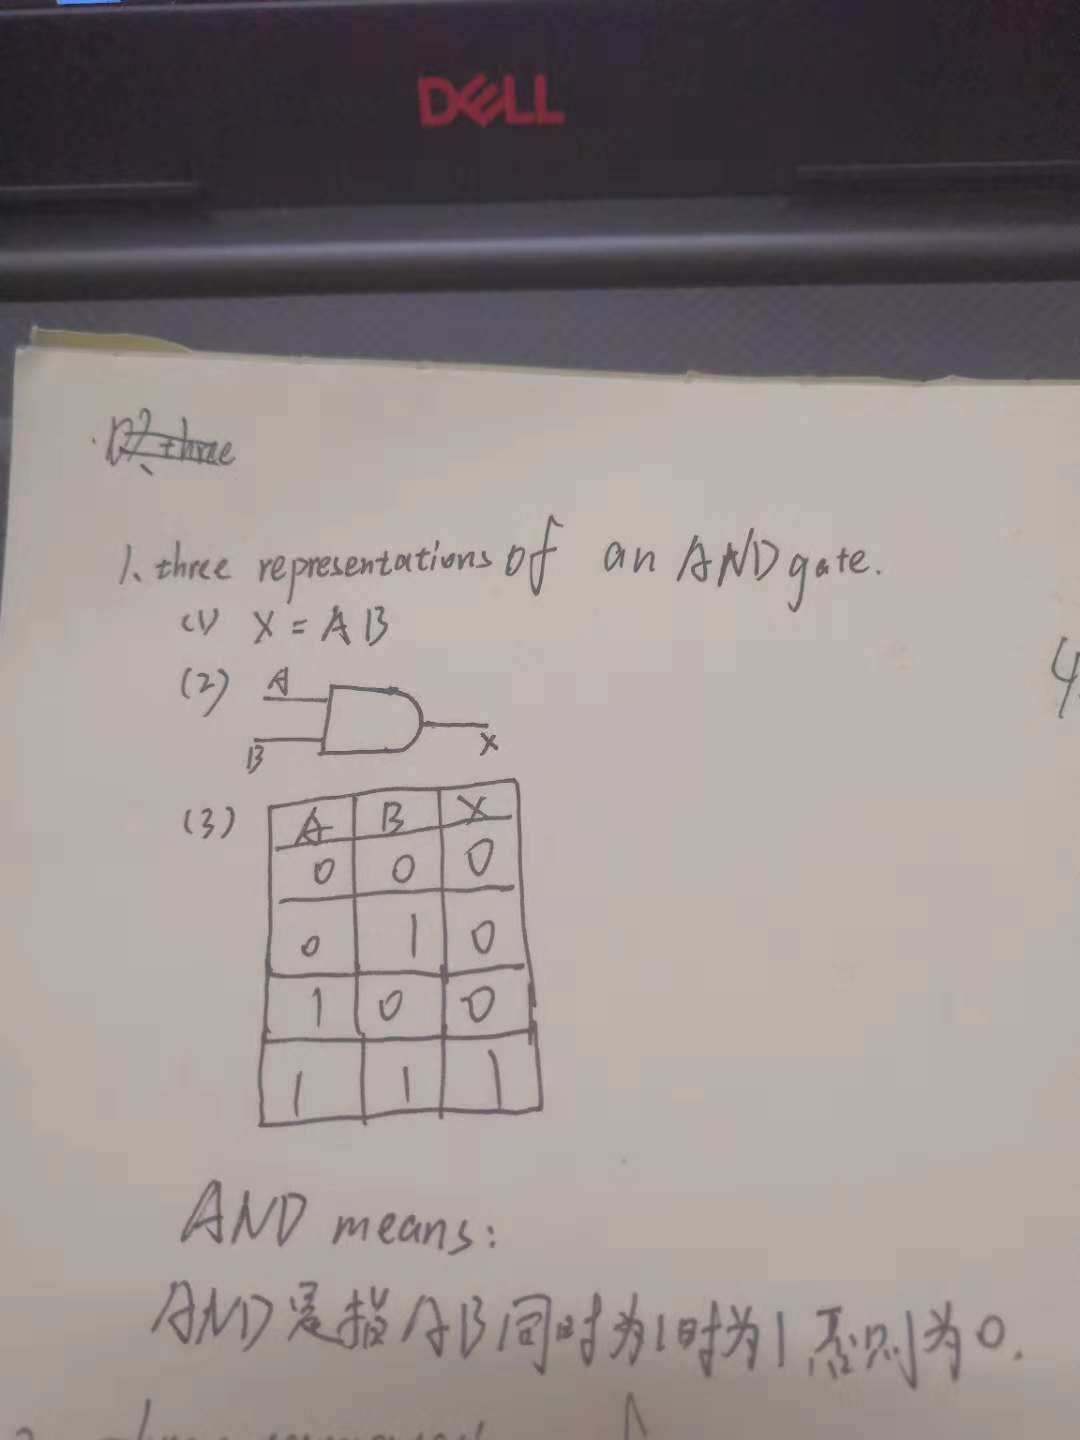 DELL
1、three representations of an AND gate.
(1) X = AB
(2) A
B
X
(3)
A B X
0 0 0
0 1 0
1 0 0
1 1 1
AND means:
AND是指AB同时为1时为1否则为0.
4.